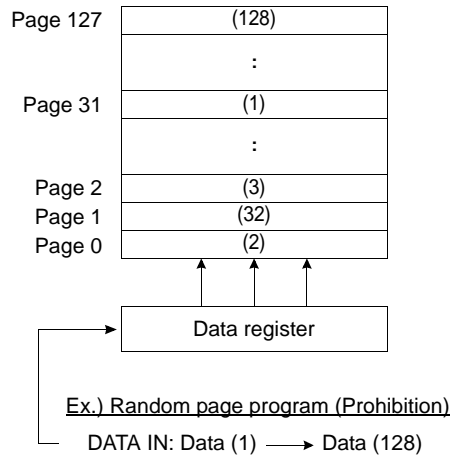 Page 127 (128)
:
Page 31 (1)
:
Page 2 (3)
Page 1 (32)
Page 0 (2)
Data register
Ex.) Random page program (Prohibition)
DATA IN: Data (1) → Data (128)